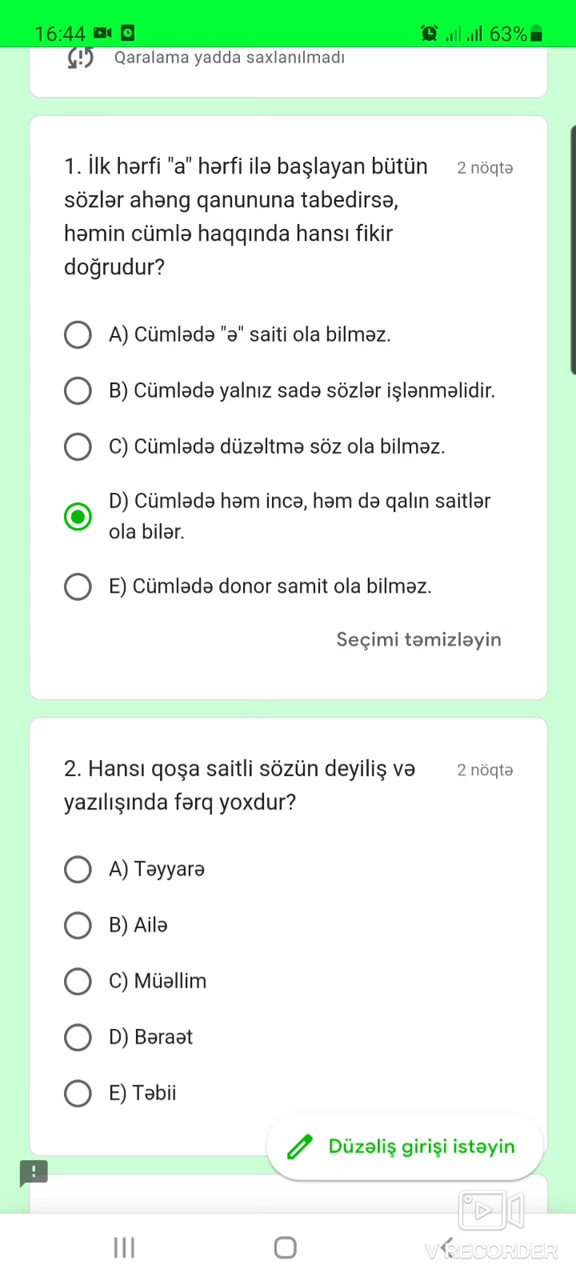 16:44
63%
Qaralama yadda saxlanılmadı
1. İlk hərfi "a" hərfi ilə başlayan bütün
2 nöqtə
sözlər ahəng qanununa tabedirsə,
həmin cümlə haqqında hansı fikir
doğrudur?
A) Cümlədə "ə" saiti ola bilməz.
B) Cümlədə yalnız sadə sözlər işlənməlidir.
C) Cümlədə düzəltmə söz ola bilməz.
D) Cümlədə həm incə, həm də qalın saitlər
ola bilər.
E) Cümlədə donor samit ola bilməz.
Seçimi təmizləyin
2. Hansı qoşa saitli sözün deyiliş və
2 nöqtə
yazılışında fərq yoxdur?
A) Təyyarə
B) Ailə
C) Müəllim
D) Bəraət
E) Təbii
Düzəliş girişi istəyin
V RECORDER